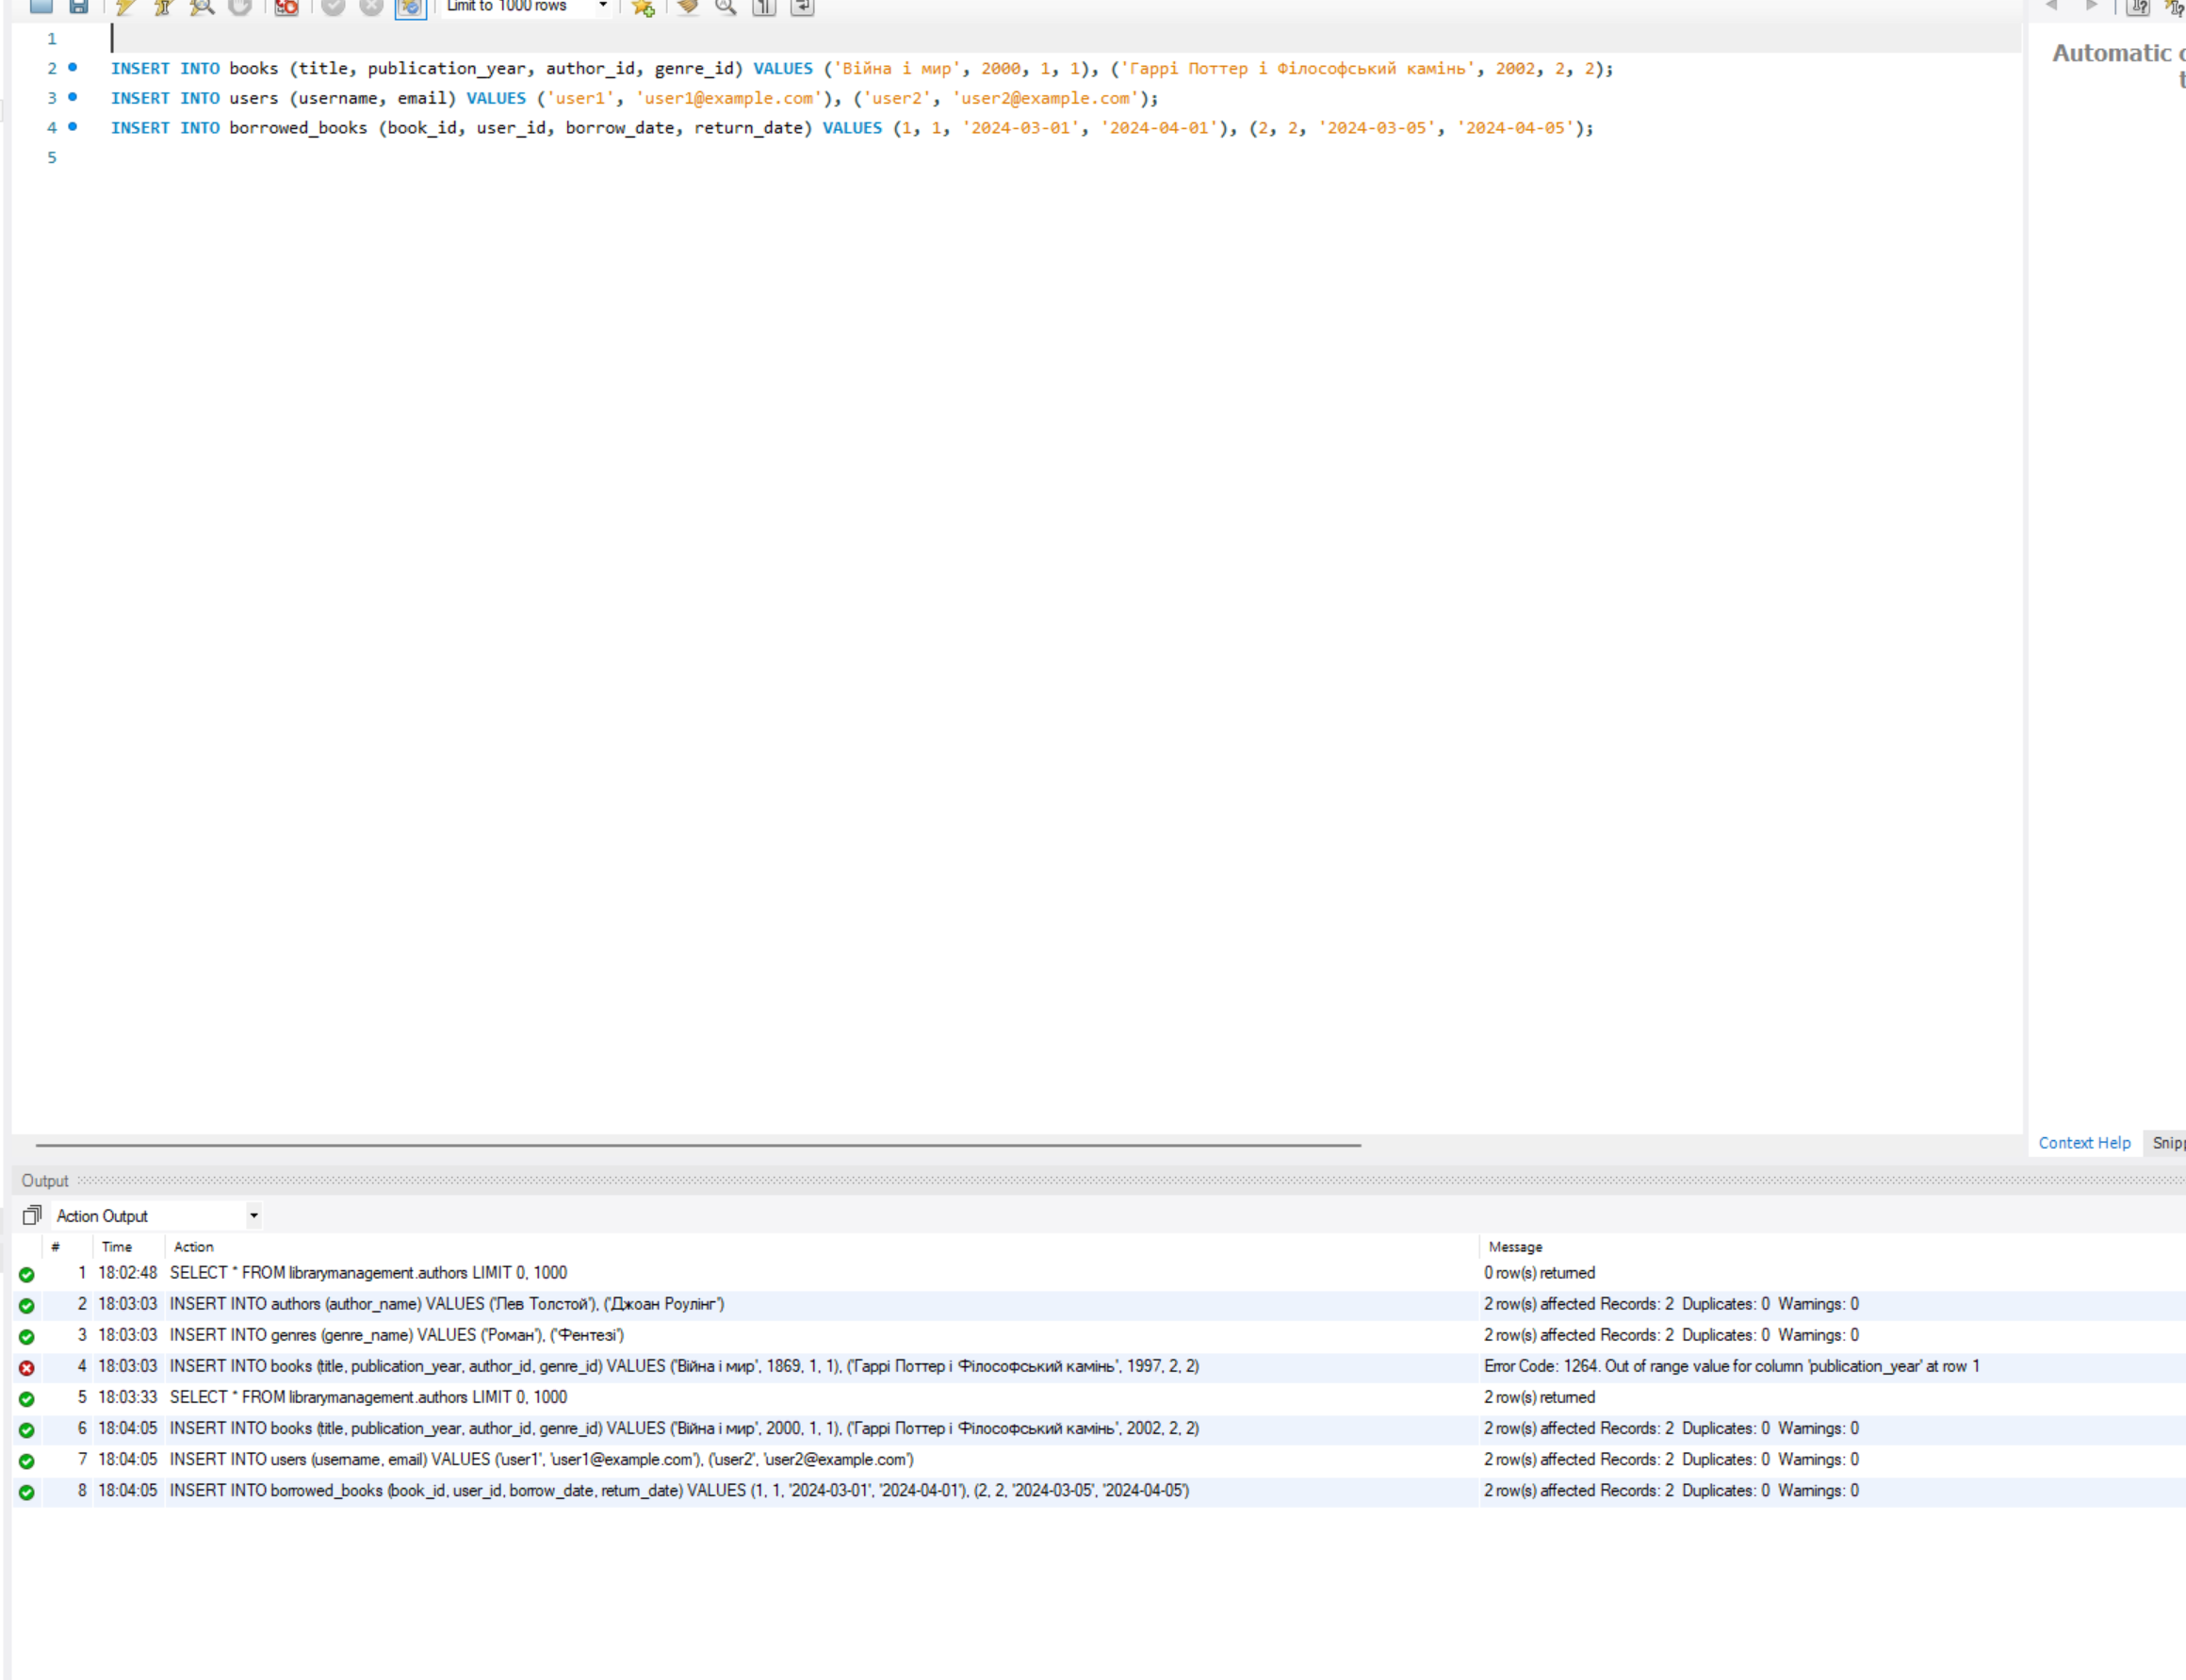 Limit to 1000 rows
Automatic c
t
1
2 INSERT INTO books (title, publication_year, author_id, genre_id) VALUES ('Війна і мир', 2000, 1, 1), ('Гаррі Поттер і Філософський камінь', 2002, 2, 2);
3 INSERT INTO users (username, email) VALUES ('user1', 'user1@example.com'), ('user2', 'user2@example.com');
4 INSERT INTO borrowed_books (book_id, user_id, borrow_date, return_date) VALUES (1, 1, '2024-03-01', '2024-04-01'), (2, 2, '2024-03-05', '2024-04-05');
5
Context Help Snipp
Output
Action Output
# Time Action Message
1 18:02:48 SELECT * FROM librarymanagement.authors LIMIT 0, 1000 0 row(s) returned
2 18:03:03 INSERT INTO authors (author_name) VALUES ('Лев Толстой'), ('Джоан Роулінг') 2 row(s) affected Records: 2 Duplicates: 0 Warnings: 0
3 18:03:03 INSERT INTO genres (genre_name) VALUES ('Роман'), ('Фентезі') 2 row(s) affected Records: 2 Duplicates: 0 Warnings: 0
4 18:03:03 INSERT INTO books (title, publication_year, author_id, genre_id) VALUES ('Війна і мир', 1869, 1, 1), ('Гаррі Поттер і Філософський камінь', 1997, 2, 2) Error Code: 1264. Out of range value for column 'publication_year' at row 1
5 18:03:33 SELECT * FROM librarymanagement.authors LIMIT 0, 1000 2 row(s) returned
6 18:04:05 INSERT INTO books (title, publication_year, author_id, genre_id) VALUES ('Війна і мир', 2000, 1, 1), ('Гаррі Поттер і Філософський камінь', 2002, 2, 2) 2 row(s) affected Records: 2 Duplicates: 0 Warnings: 0
7 18:04:05 INSERT INTO users (username, email) VALUES ('user1', 'user1@example.com'), ('user2', 'user2@example.com') 2 row(s) affected Records: 2 Duplicates: 0 Warnings: 0
8 18:04:05 INSERT INTO borrowed_books (book_id, user_id, borrow_date, return_date) VALUES (1, 1, '2024-03-01', '2024-04-01'), (2, 2, '2024-03-05', '2024-04-05') 2 row(s) affected Records: 2 Duplicates: 0 Warnings: 0